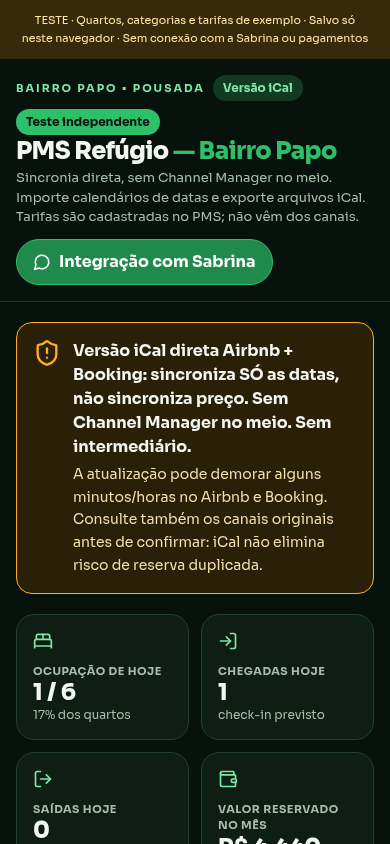 TESTE · Quartos, categorias e tarifas de exemplo · Salvo só
neste navegador · Sem conexão com a Sabrina ou pagamentos
BAIRRO PAPO • POUSADA
Versão iCal
Teste independente
PMS Refúgio — Bairro Papo
Sincronia direta, sem Channel Manager no meio.
Importe calendários de datas e exporte arquivos iCal.
Tarifas são cadastradas no PMS; não vêm dos canais.
Integração com Sabrina
Versão iCal direta Airbnb +
Booking: sincroniza SÓ as datas,
não sincroniza preço. Sem
Channel Manager no meio. Sem
intermediário.
A atualização pode demorar alguns
minutos/horas no Airbnb e Booking.
Consulte também os canais originais
antes de confirmar: iCal não elimina
risco de reserva duplicada.
OCUPAÇÃO DE HOJE
1 / 6
17% dos quartos
CHEGADAS HOJE
1
check-in previsto
SAÍDAS HOJE
0
VALOR RESERVADO
NO MÊS